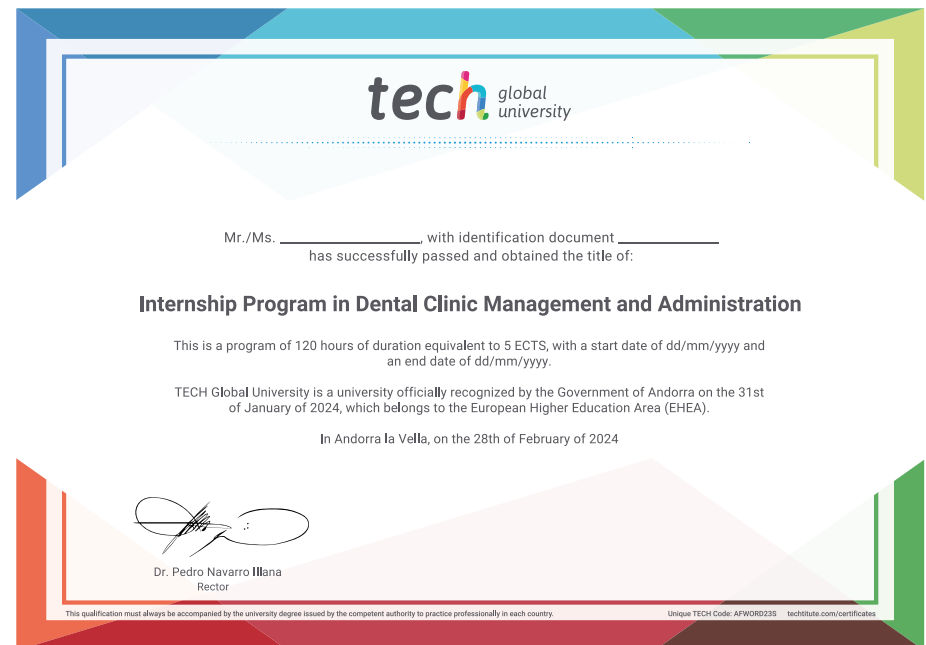 tech global
university
Mr./Ms. ____________, with identification document ____________
has successfully passed and obtained the title of:
Internship Program in Dental Clinic Management and Administration
This is a program of 120 hours of duration equivalent to 5 ECTS, with a start date of dd/mm/yyyy and
an end date of dd/mm/yyyy.
TECH Global University is a university officially recognized by the Government of Andorra on the 31st
of January of 2024, which belongs to the European Higher Education Area (EHEA).
In Andorra la Vella, on the 28th of February of 2024
Dr. Pedro Navarro Illana
Rector
This qualification must always be accompanied by the university degree issued by the competent authority to practice professionally in each country. Unique TECH Code: AFWORD23S techtitute.com/certificates